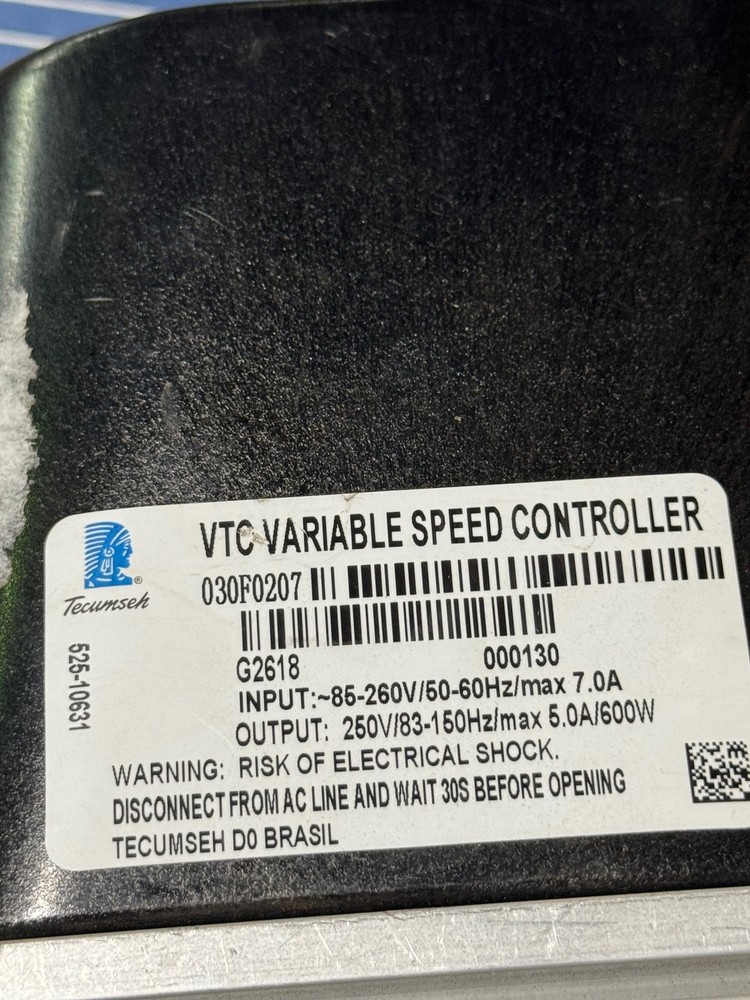 VTC VARIABLE SPEED CONTROLLER
®
Tecumseh
030F0207
525-10631
G2618 000130
INPUT:~85-260V/50-60Hz/max 7.0A
OUTPUT: 250V/83-150Hz/max 5.0A/600W
WARNING: RISK OF ELECTRICAL SHOCK.
DISCONNECT FROM AC LINE AND WAIT 30S BEFORE OPENING
TECUMSEH DO BRASIL